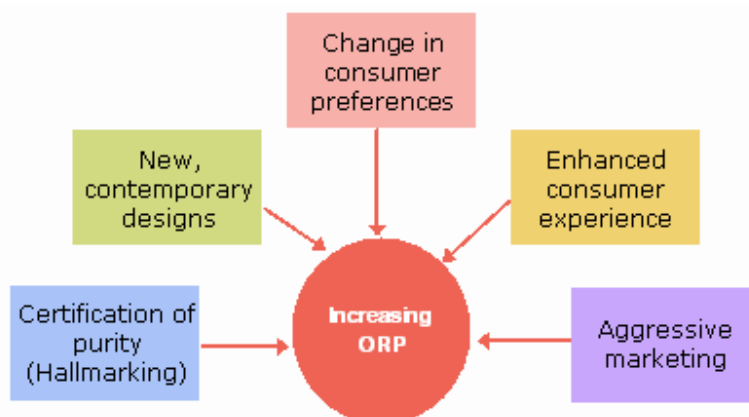 Change in
consumer
preferences
New,
contemporary
designs
Enhanced
consumer
experience
Certification of
purity
(Hallmarking)
Increasing
ORP
Aggressive
marketing